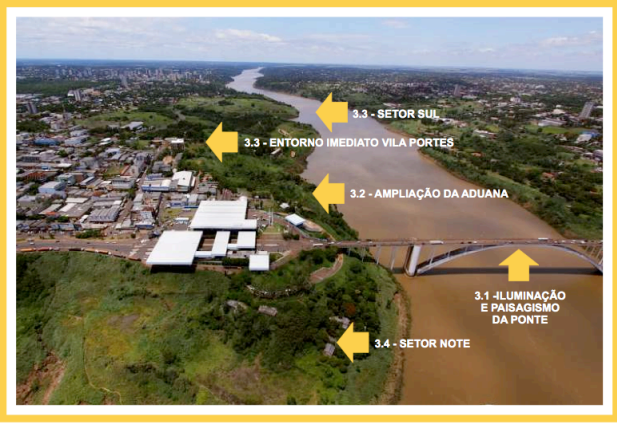 3.3 - SETOR SUL
3.3 - ENTORNO IMEDIATO VILA PORTES
3.2 - AMPLIAÇÃO DA ADUANA
3.1 -ILUMINAÇÃO
E PAISAGISMO
DA PONTE
3.4 - SETOR NOTE